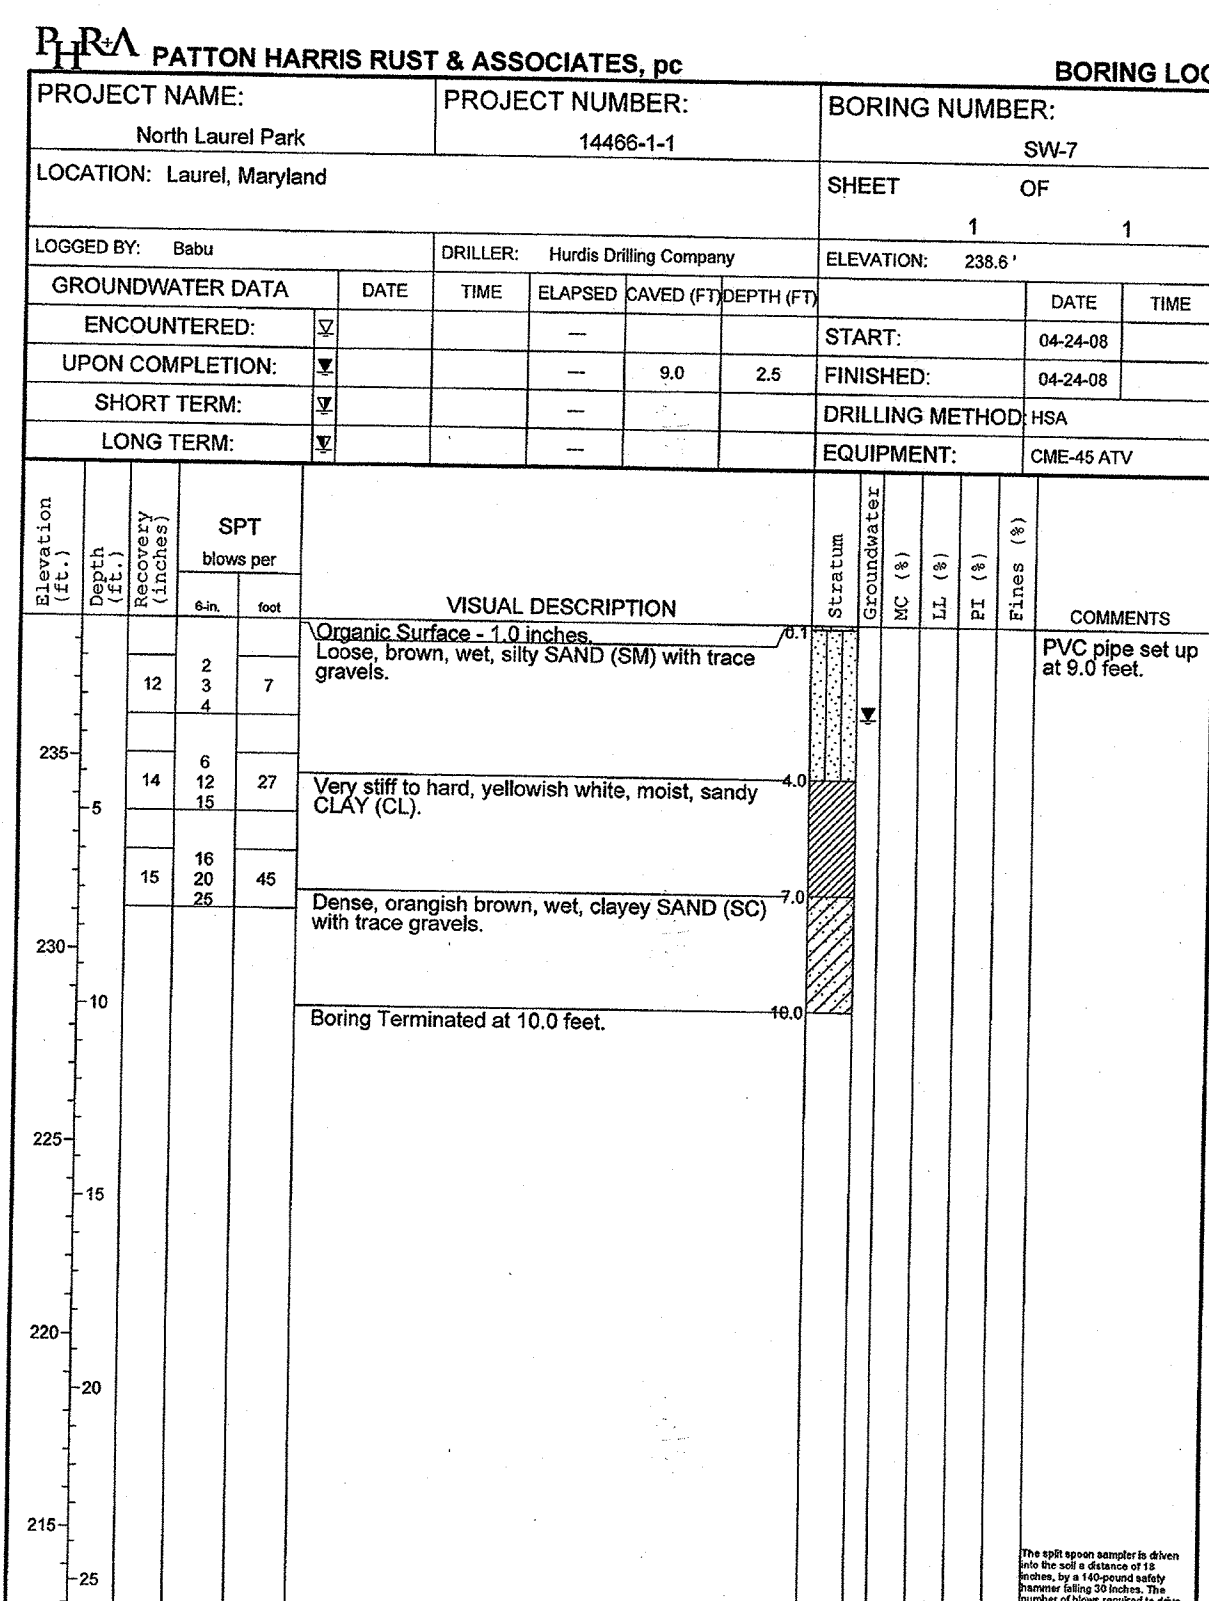 PHR+A PATTON HARRIS RUST & ASSOCIATES, pc
BORING LOG
PROJECT NAME:
North Laurel Park
PROJECT NUMBER:
14466-1-1
BORING NUMBER:
SW-7
LOCATION: Laurel, Maryland
SHEET OF
1 1
LOGGED BY: Babu
DRILLER: Hurdis Drilling Company
ELEVATION: 238.6 '
GROUNDWATER DATA DATE TIME ELAPSED CAVED (FT) DEPTH (FT)
DATE TIME
ENCOUNTERED: ---
START: 04-24-08
UPON COMPLETION: --- 9.0 2.5
FINISHED: 04-24-08
SHORT TERM: ---
DRILLING METHOD: HSA
LONG TERM: ---
EQUIPMENT: CME-45 ATV
Elevation
(ft.)
Depth
(ft.)
Recovery
(inches)
SPT
blows per
6-in. foot
VISUAL DESCRIPTION
Stratum
Groundwater
MC (%)
LL (%)
PI (%)
Fines (%)
COMMENTS
Organic Surface - 1.0 inches.
0.1
Loose, brown, wet, silty SAND (SM) with trace
gravels.
PVC pipe set up
at 9.0 feet.
2
12 3 7
4
235
6
14 12 27
15
4.0
Very stiff to hard, yellowish white, moist, sandy
CLAY (CL).
5
16
15 20 45
25
7.0
Dense, orangish brown, wet, clayey SAND (SC)
with trace gravels.
230
10
10.0
Boring Terminated at 10.0 feet.
225
15
220
20
215
25
The split spoon sampler is driven
into the soil a distance of 18
inches, by a 140-pound safety
hammer falling 30 inches. The
number of blows required to drive